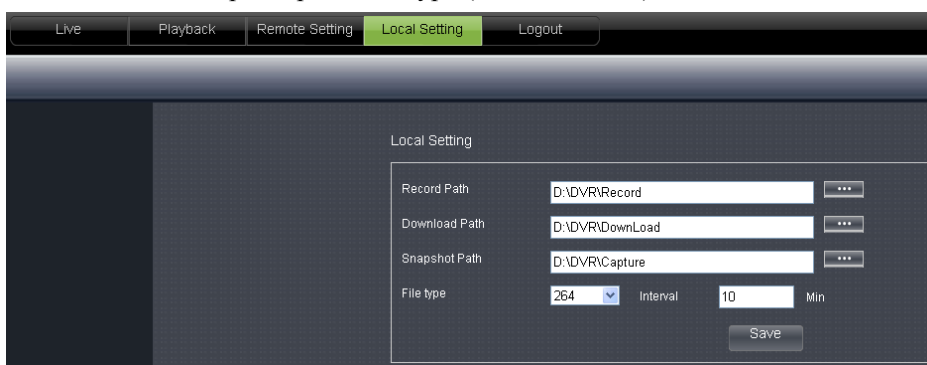 Live Playback Remote Setting Local Setting Logout
Local Setting
Record Path D:\DVR\Record ...
Download Path D:\DVR\DownLoad ...
Snapshot Path D:\DVR\Capture ...
File type 264 Interval 10 Min
Save